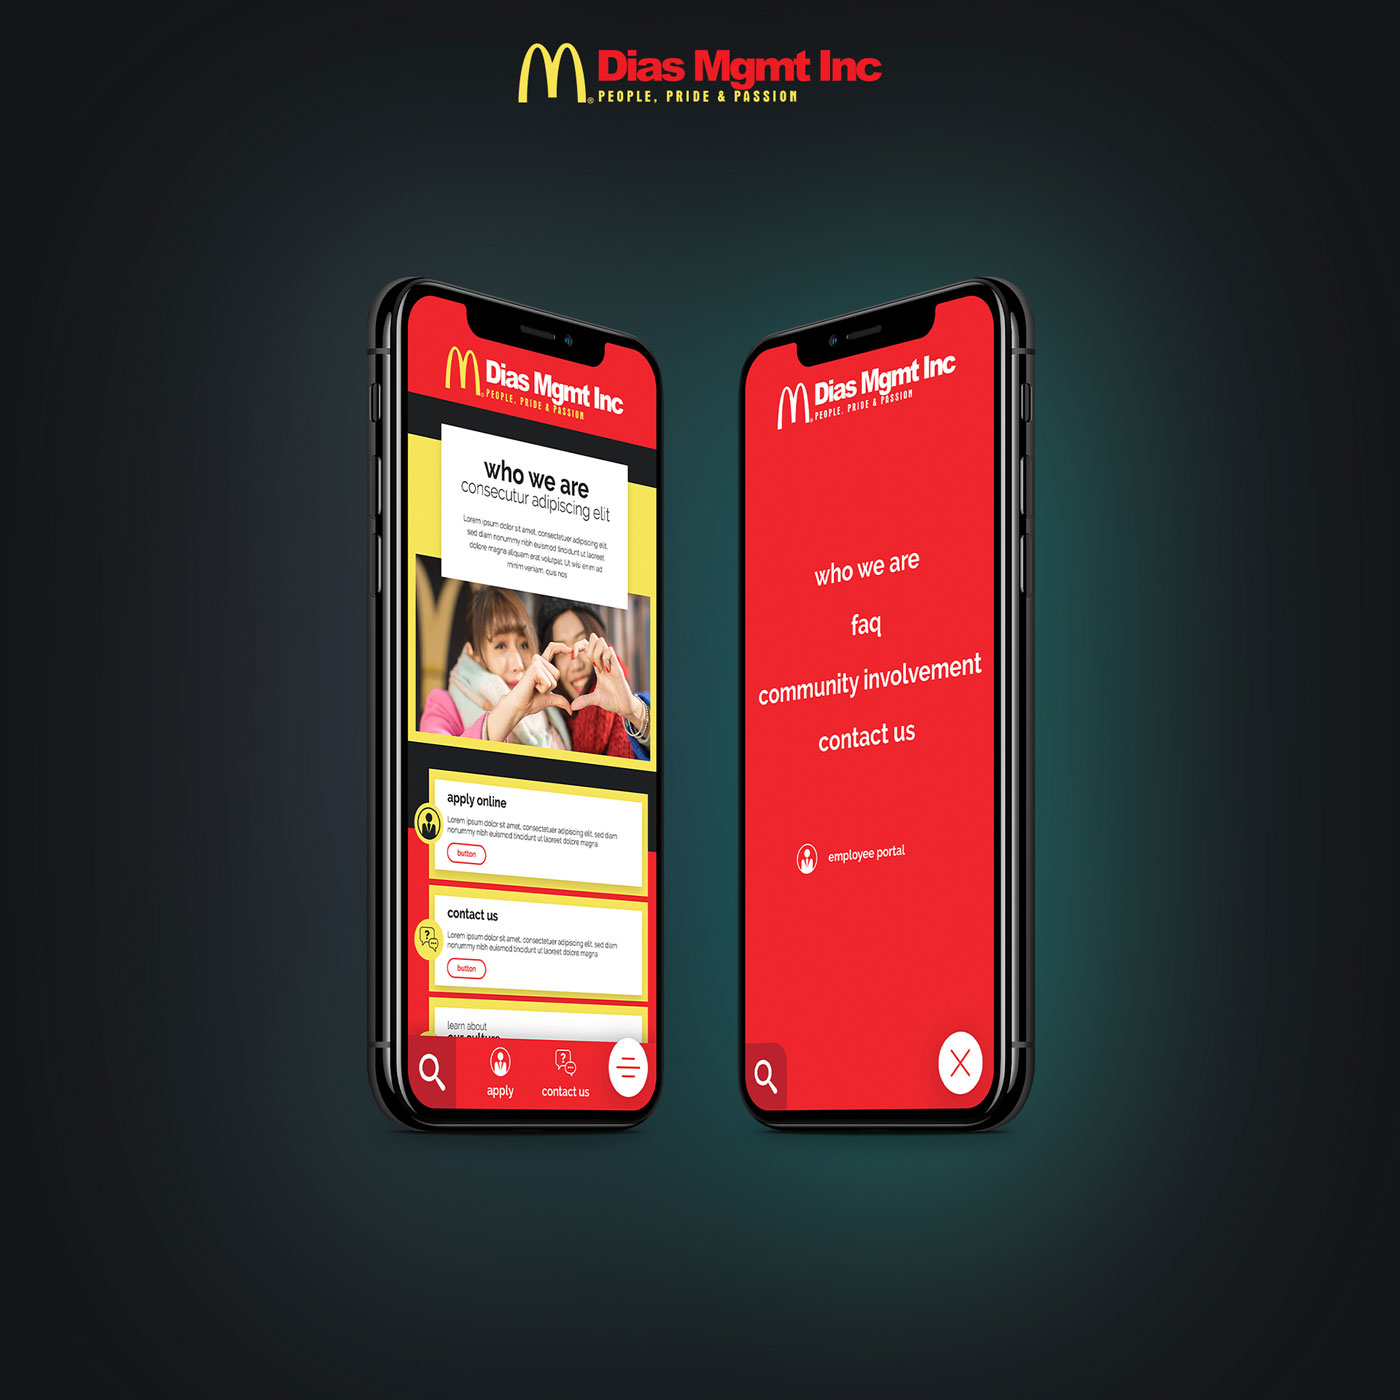 Dias Mgmt Inc
® PEOPLE, PRIDE & PASSION
Dias Mgmt Inc
® PEOPLE, PRIDE & PASSION
who we are
consecutur adipiscing elit
Lorem ipsum dolor sit amet, consectetuer adipiscing elit,
sed diam nonummy nibh euismod tincidunt ut laoreet
dolore magna aliquam erat volutpat. Ut wisi enim ad
minim veniam, quis nos
apply online
Lorem ipsum dolor sit amet, consectetuer adipiscing elit, sed diam
nonummy nibh euismod tincidunt ut laoreet dolore magna
button
contact us
Lorem ipsum dolor sit amet, consectetuer adipiscing elit, sed diam
nonummy nibh euismod tincidunt ut laoreet dolore magna
button
learn about
our culture
apply
contact us
Dias Mgmt Inc
® PEOPLE, PRIDE & PASSION
who we are
faq
community involvement
contact us
employee portal